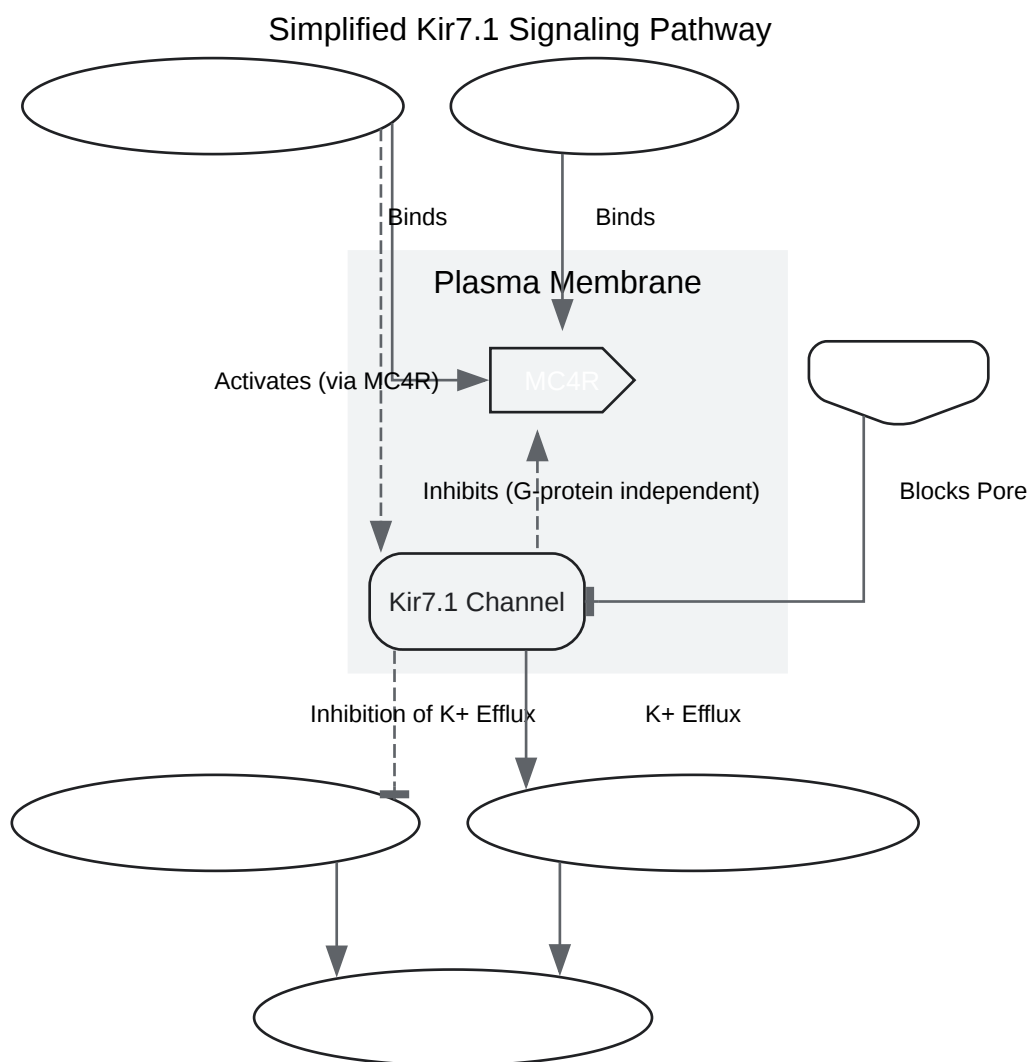 Simplified Kir7.1 Signaling Pathway
Binds
Binds
Plasma Membrane
Activates (via MC4R)
MC4R
Inhibits (G-protein independent)
Blocks Pore
Kir7.1 Channel
Inhibition of K+ Efflux
K+ Efflux